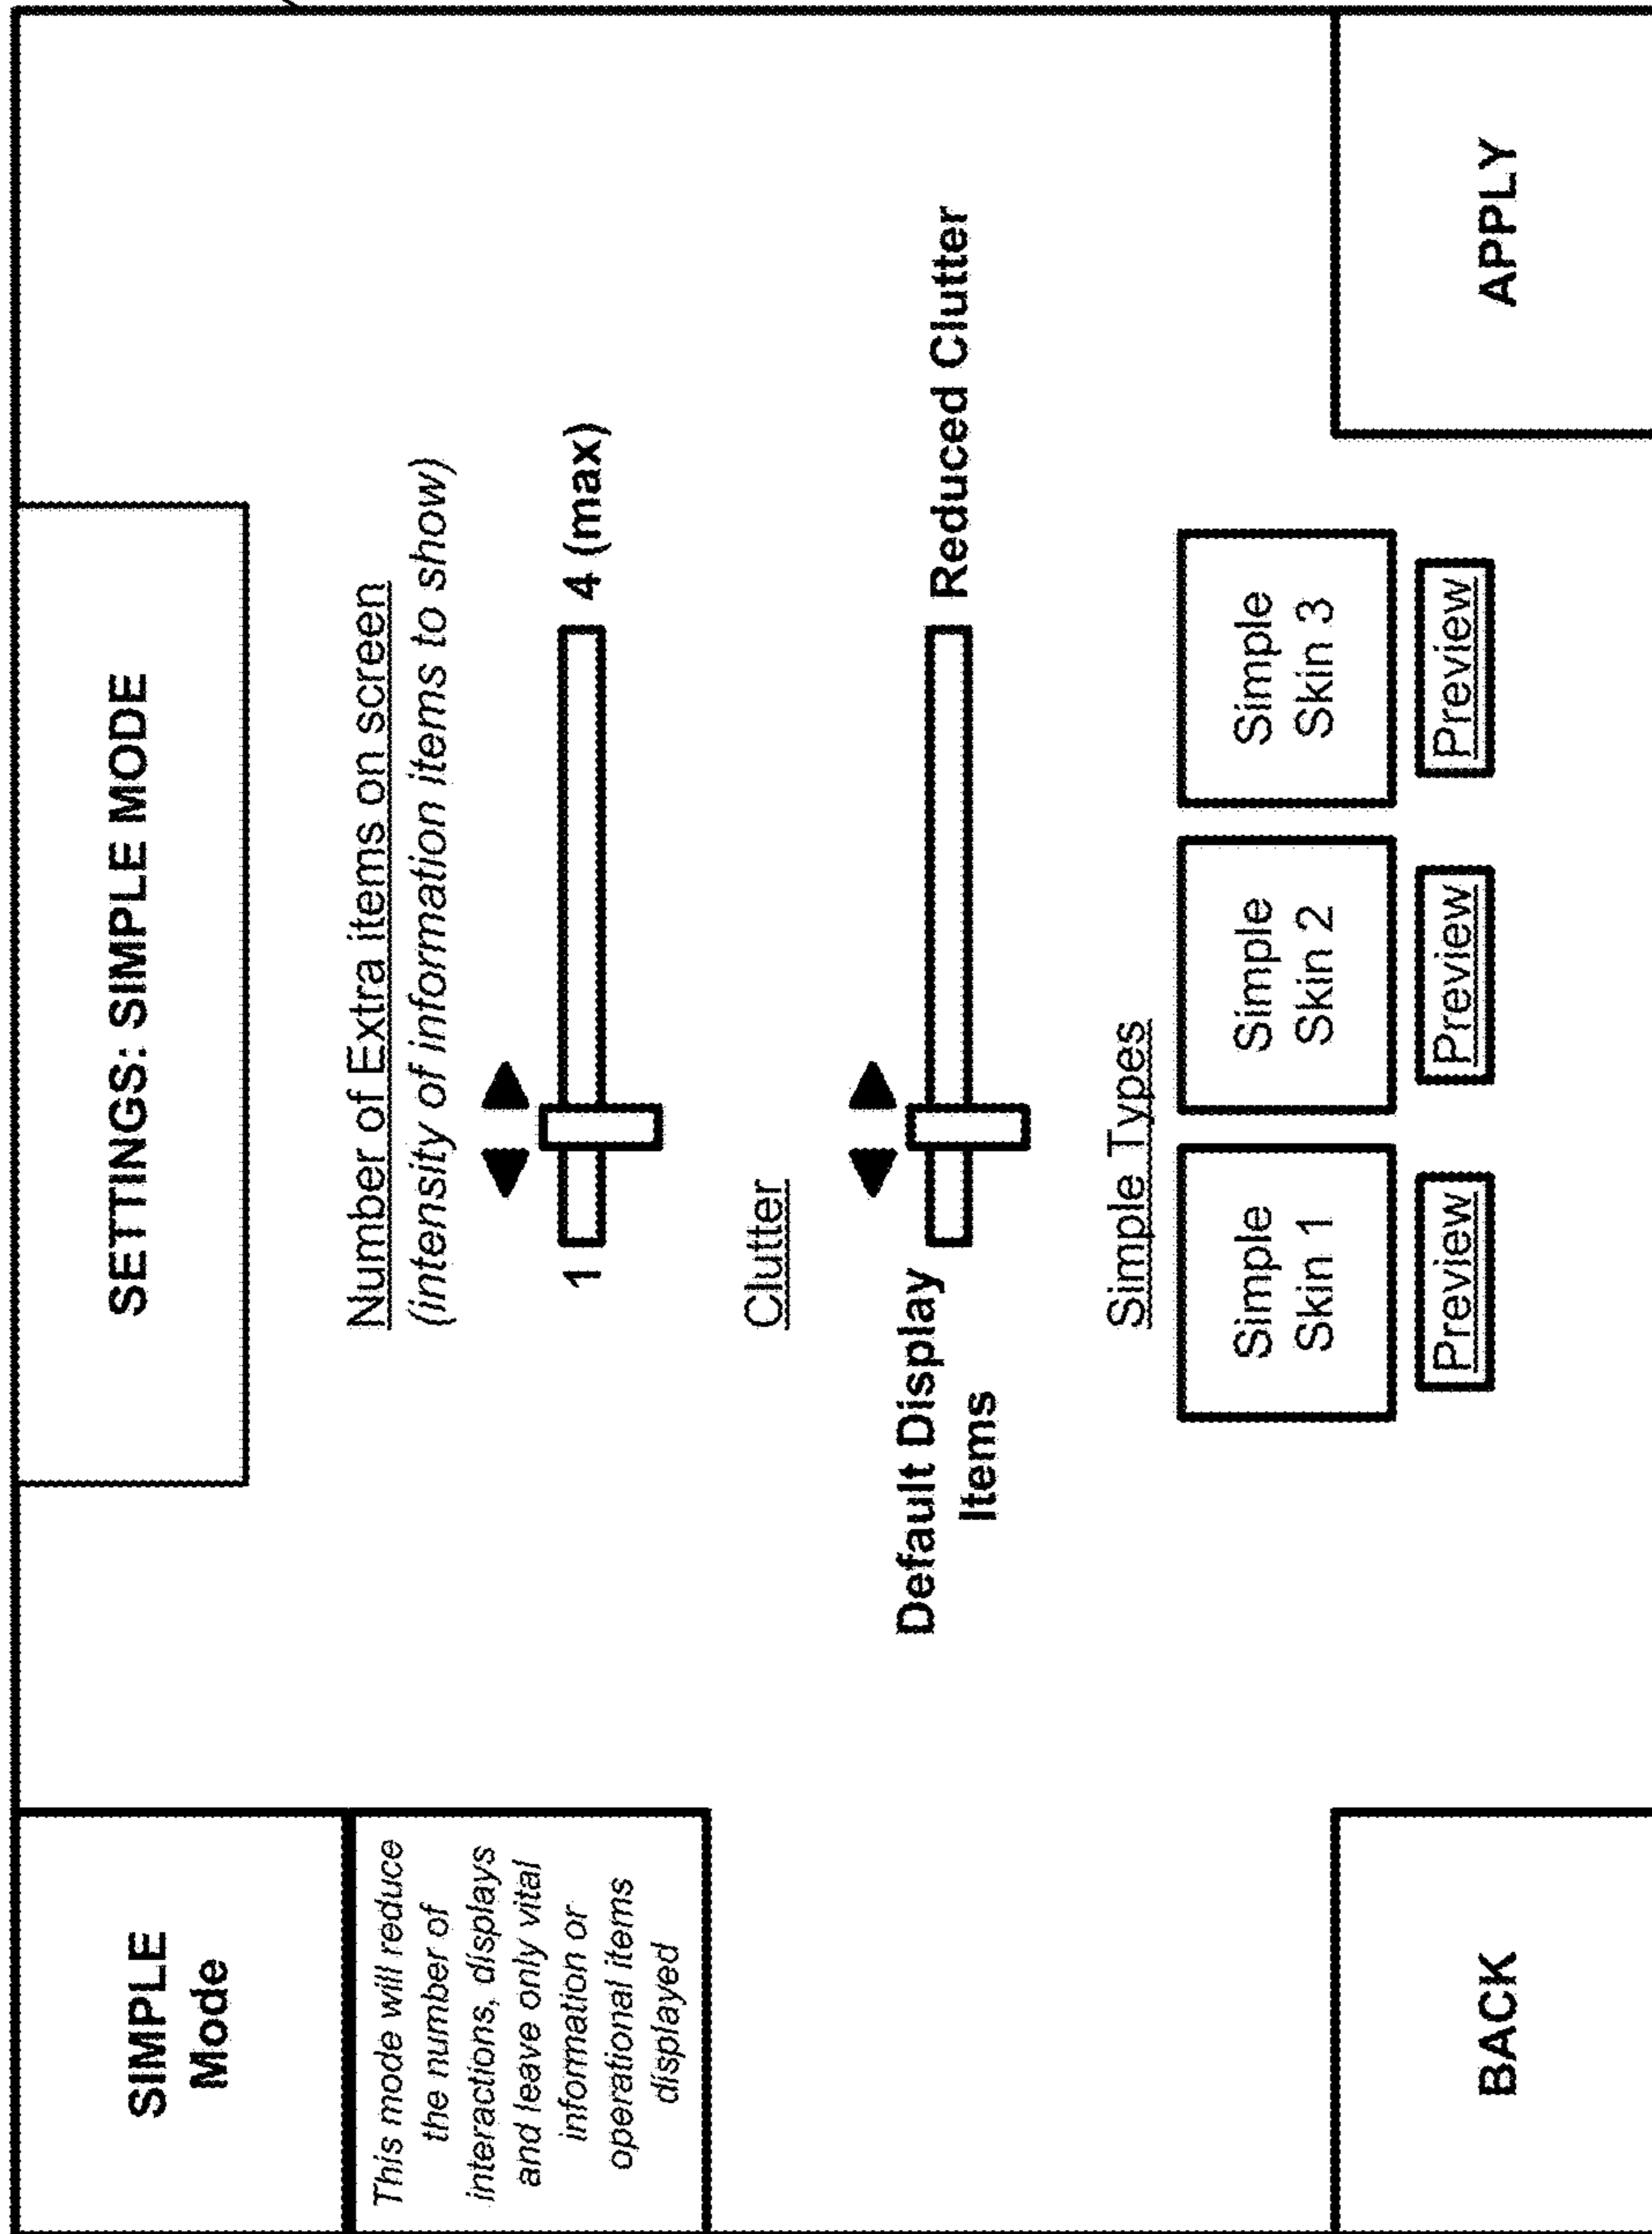 SIMPLE
Mode
This mode will reduce
the number of
interactions, displays
and leave only vital
information or
operational items
displayed
SETTINGS: SIMPLE MODE
Number of Extra items on screen
(intensity of information items to show)
1
4 (max)
Clutter
Default Display
Items
Reduced Clutter
Simple Types
Simple
Skin 1
Simple
Skin 2
Simple
Skin 3
Preview
Preview
Preview
BACK
APPLY